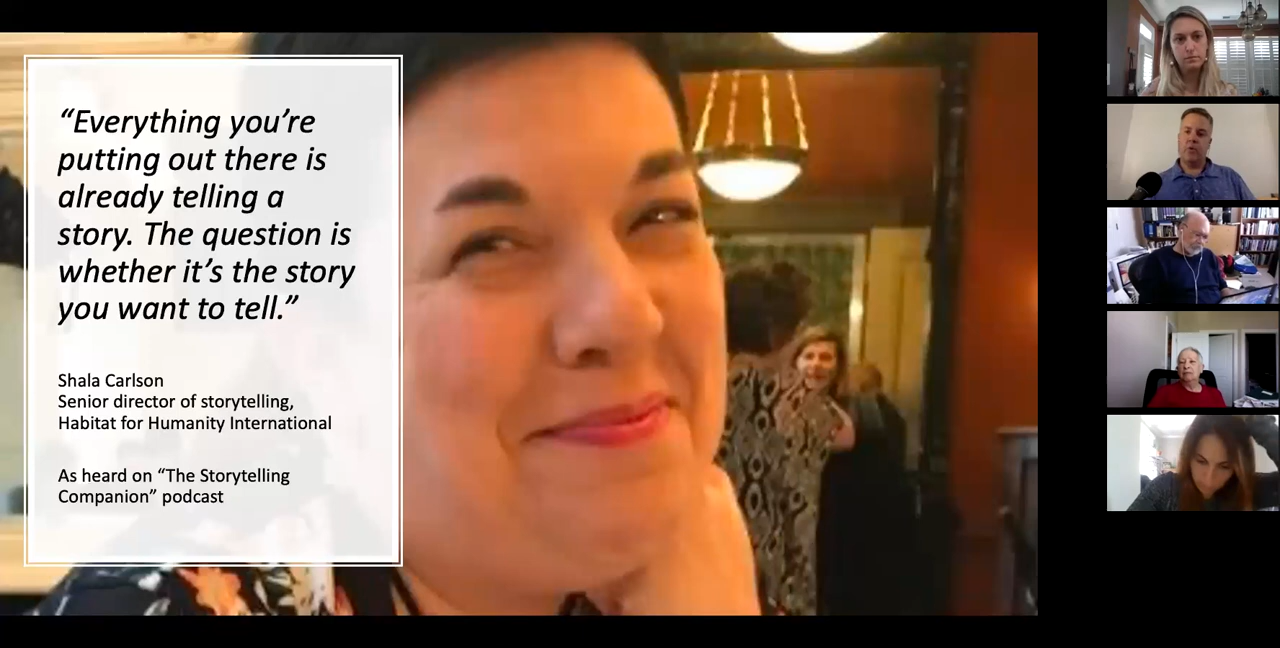 “Everything you’re
putting out there is
already telling a
story. The question is
whether it’s the story
you want to tell.”
Shala Carlson
Senior director of storytelling,
Habitat for Humanity International
As heard on “The Storytelling
Companion” podcast